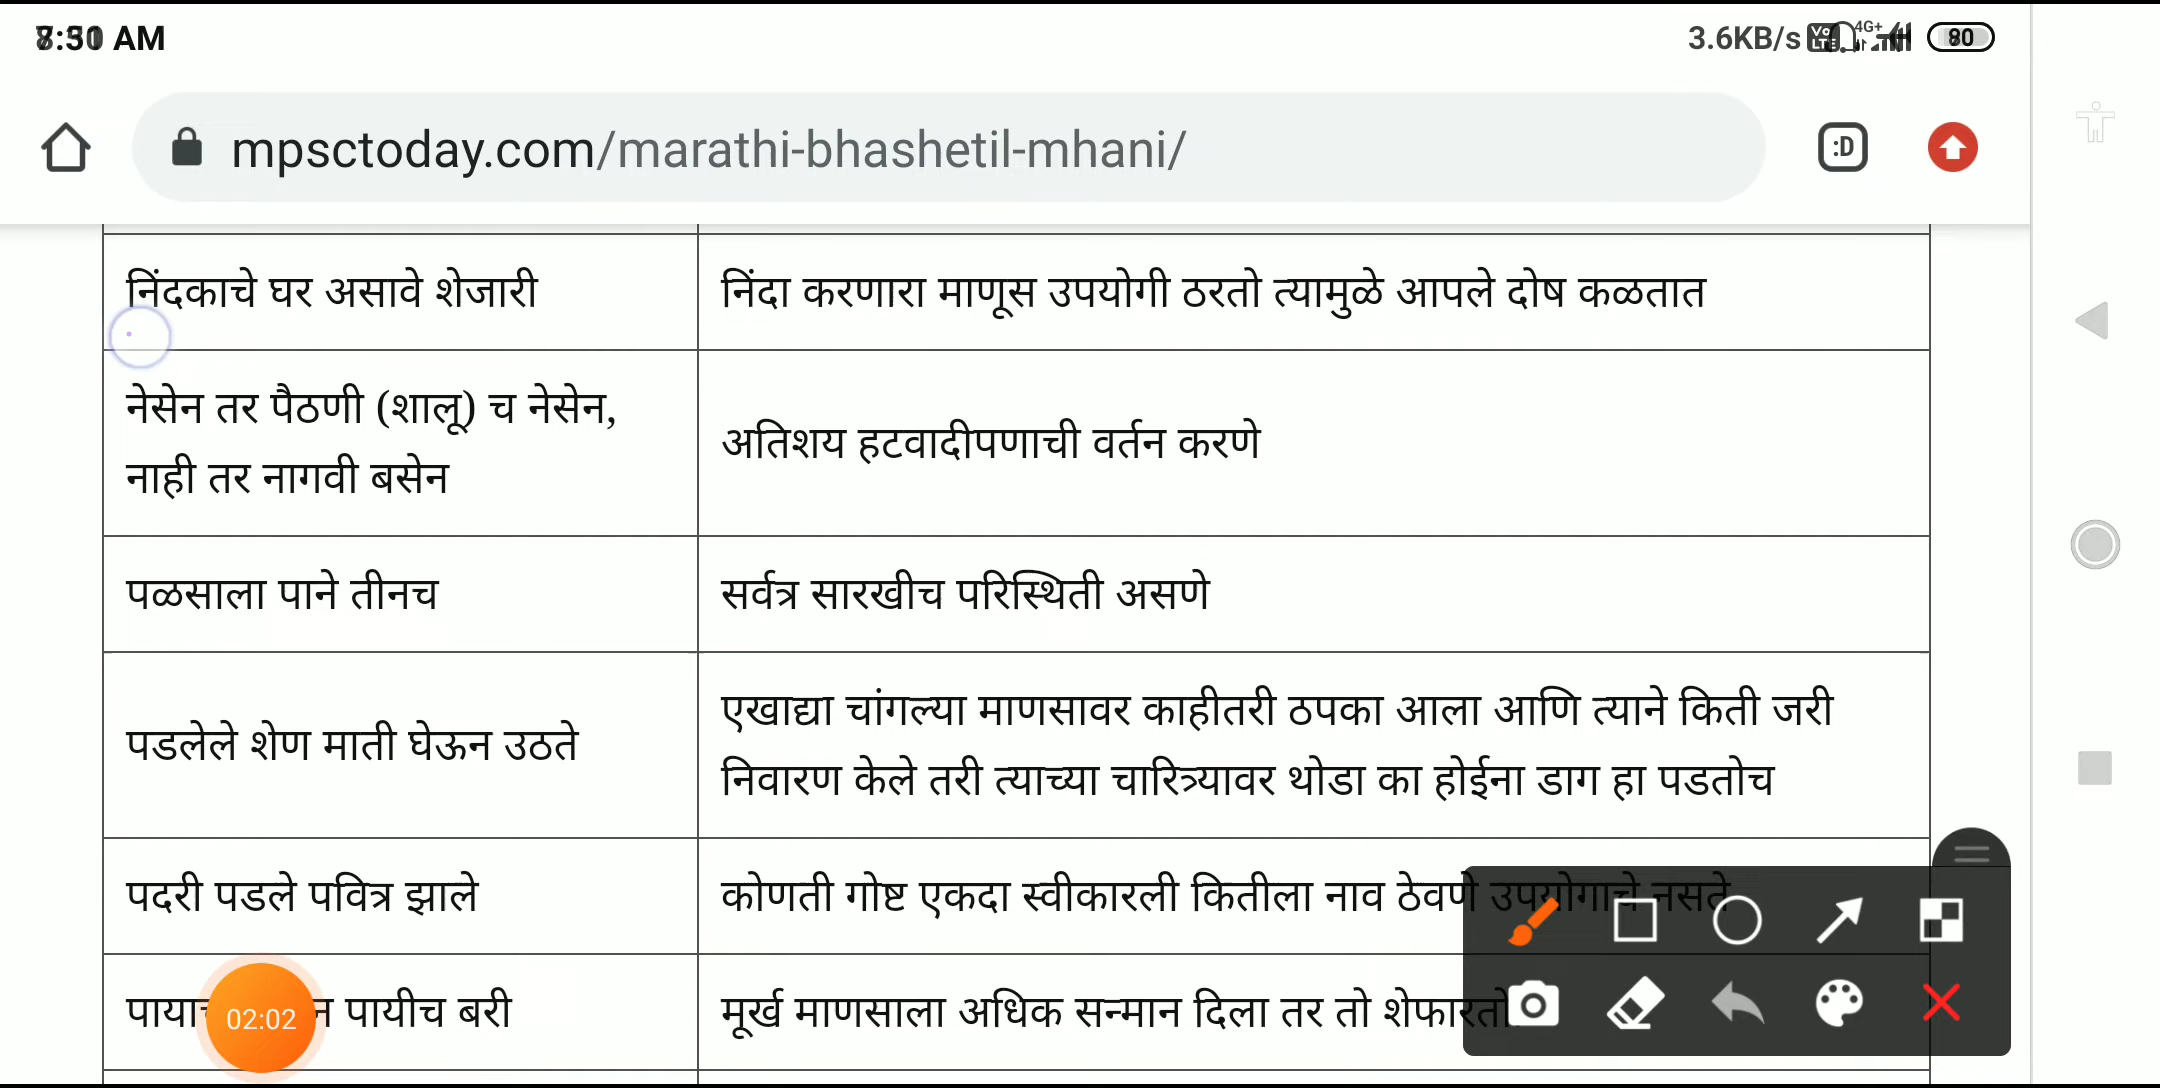 AM
3.6KB/s
4G+
80
mpsctoday.com/marathi-bhashetil-mhani/
:D
निंदकाचे घर असावे शेजारी
निंदा करणारा माणूस उपयोगी ठरतो त्यामुळे आपले दोष कळतात
नेसेन तर पैठणी (शालू) च नेसेन,
नाही तर नागवी बसेन
अतिशय हटवादीपणाची वर्तन करणे
पळसाला पाने तीनच
सर्वत्र सारखीच परिस्थिती असणे
पडलेले शेण माती घेऊन उठते
एखाद्या चांगल्या माणसावर काहीतरी ठपका आला आणि त्याने किती जरी
निवारण केले तरी त्याच्या चारित्र्यावर थोडा का होईना डाग हा पडतोच
पदरी पडले पवित्र झाले
कोणती गोष्ट एकदा स्वीकारली कितीला नाव ठेवणे उपयोगाचे नसते
पायीच बरी
02:02
मूर्ख माणसाला अधिक सन्मान दिला तर तो शेफारतो